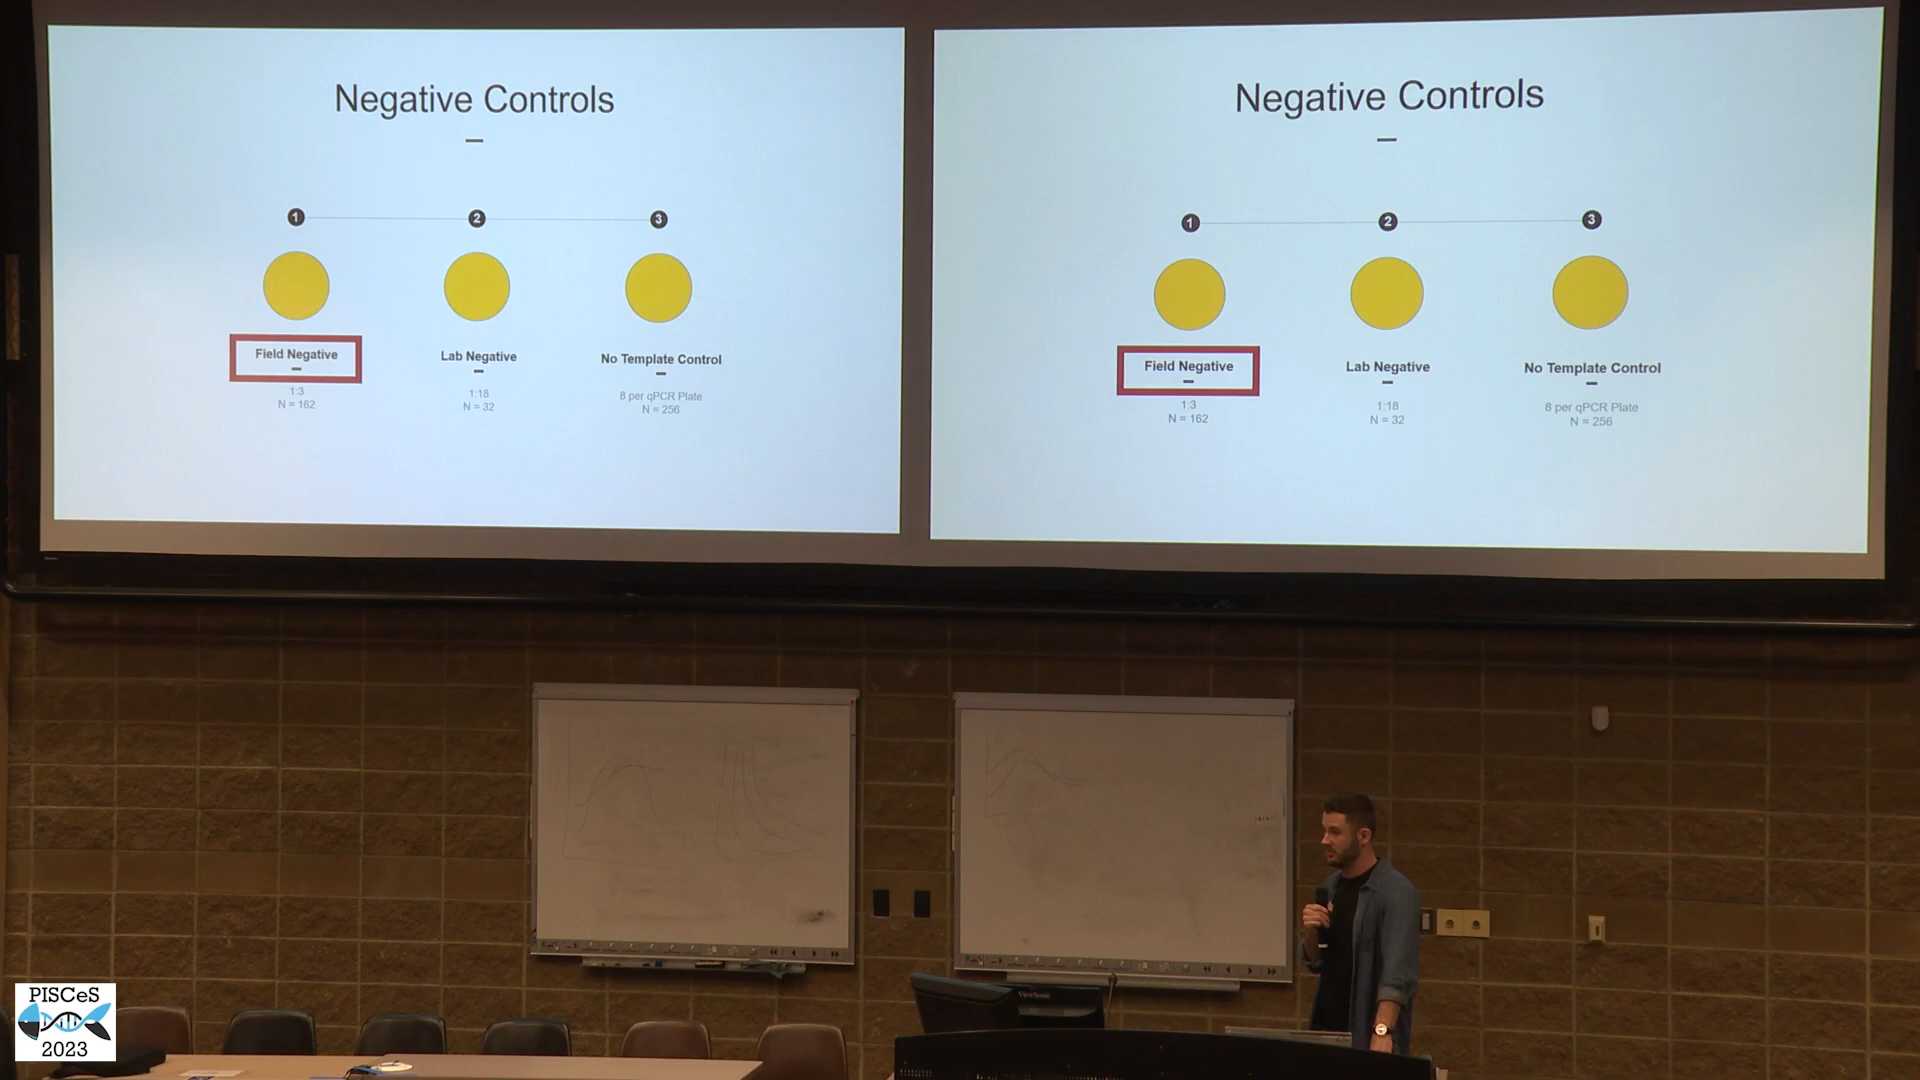 Negative Controls
1
2
3
Field Negative
1:3
N = 162
Lab Negative
1:18
N = 32
No Template Control
8 per qPCR Plate
N = 256
Negative Controls
1
2
3
Field Negative
1:3
N = 162
Lab Negative
1:18
N = 32
No Template Control
8 per qPCR Plate
N = 256
ViewSonic
PISCeS
2023